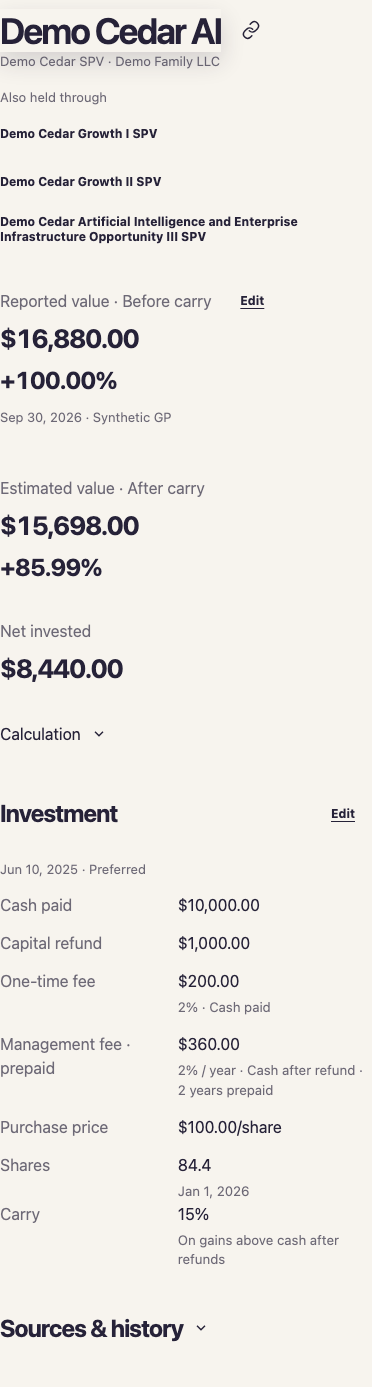 Demo Cedar AI
Demo Cedar SPV · Demo Family LLC
Also held through
Demo Cedar Growth I SPV
Demo Cedar Growth II SPV
Demo Cedar Artificial Intelligence and Enterprise
Infrastructure Opportunity III SPV
Reported value · Before carry Edit
$16,880.00
+100.00%
Sep 30, 2026 · Synthetic GP
Estimated value · After carry
$15,698.00
+85.99%
Net invested
$8,440.00
Calculation
Investment Edit
Jun 10, 2025 · Preferred
Cash paid $10,000.00
Capital refund $1,000.00
One-time fee $200.00
2% · Cash paid
Management fee · $360.00
prepaid 2% / year · Cash after refund ·
2 years prepaid
Purchase price $100.00/share
Shares 84.4
Jan 1, 2026
Carry 15%
On gains above cash after
refunds
Sources & history